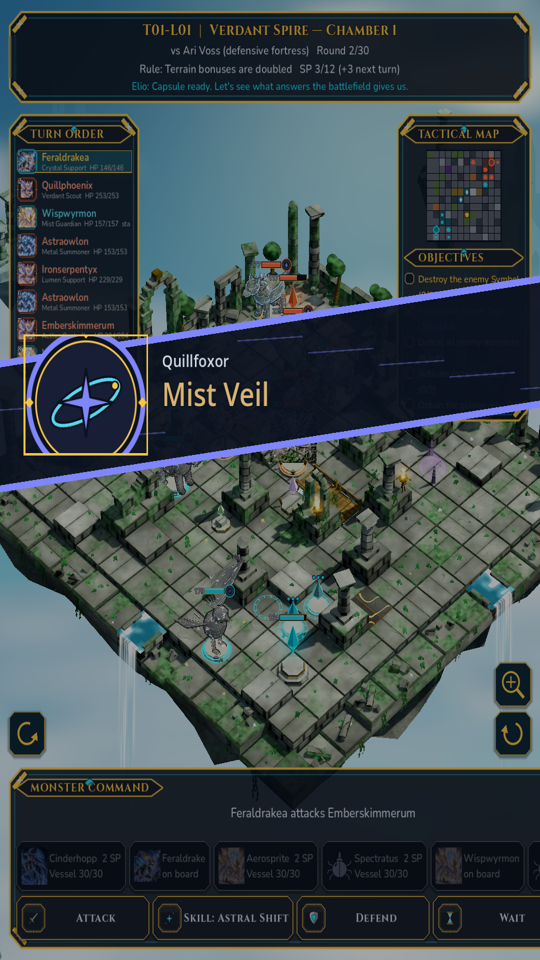 T01-L01 | Verdant Spire — Chamber 1
vs Ari Voss (defensive fortress) Round 2/30
Rule: Terrain bonuses are doubled SP 3/12 (+3 next turn)
Elio: Capsule ready. Let's see what answers the battlefield gives us.
Turn Order
Feraldrakea
Crystal Support HP 146/146
Quillphoenix
Verdant Scout HP 253/253
Wispwyrmon
Mist Guardian HP 157/157 sta
Astraowlon
Metal Summoner HP 153/153
Ironserpentyx
Lumen Support HP 229/229
Astraowlon
Metal Summoner HP 153/153
Emberskimmerum
Tactical Map
Objectives
Destroy the enemy Symbol
Quillfoxor
Mist Veil
Monster Command
Feraldrakea attacks Emberskimmerum
Cinderhopp 2 SP
Vessel 30/30
Feraldrake
on board
Aerosprite 2 SP
Vessel 30/30
Spectratus 2 SP
Vessel 30/30
Wispwyrmon
on board
Attack
Skill: Astral Shift
Defend
Wait